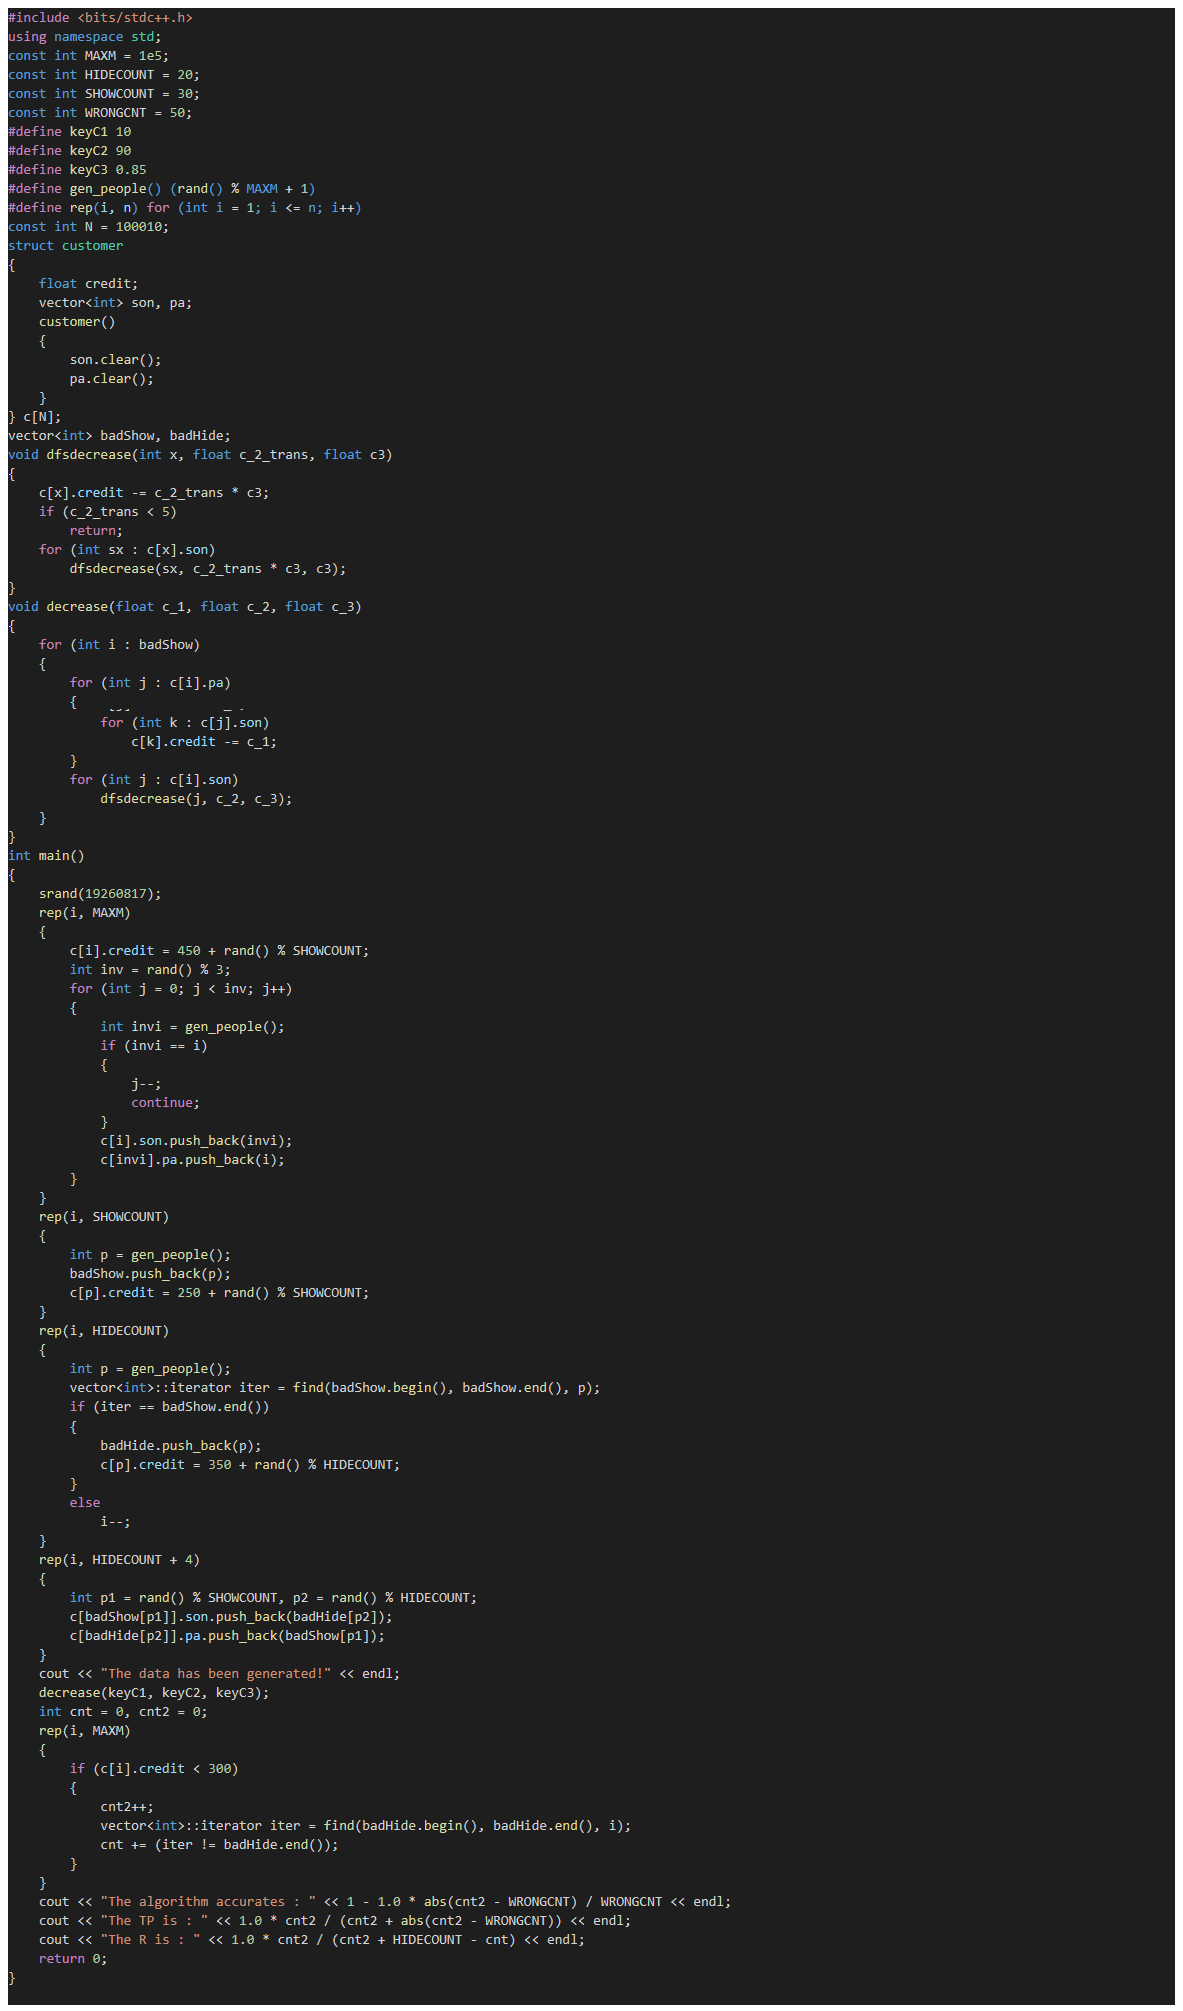 #include <bits/stdc++.h>
using namespace std;
const int MAXM = 1e5;
const int HIDECOUNT = 20;
const int SHOWCOUNT = 30;
const int WRONGCNT = 50;
#define keyC1 10
#define keyC2 90
#define keyC3 0.85
#define gen_people() (rand() % MAXM + 1)
#define rep(i, n) for (int i = 1; i <= n; i++)
const int N = 100010;
struct customer
{
    float credit;
    vector<int> son, pa;
    customer()
    {
        son.clear();
        pa.clear();
    }
} c[N];
vector<int> badShow, badHide;
void dfsdecrease(int x, float c_2_trans, float c3)
{
    c[x].credit -= c_2_trans * c3;
    if (c_2_trans < 5)
        return;
    for (int sx : c[x].son)
        dfsdecrease(sx, c_2_trans * c3, c3);
}
void decrease(float c_1, float c_2, float c_3)
{
    for (int i : badShow)
    {
        for (int j : c[i].pa)
        {
            for (int k : c[j].son)
                c[k].credit -= c_1;
        }
        for (int j : c[i].son)
            dfsdecrease(j, c_2, c_3);
    }
}
int main()
{
    srand(19260817);
    rep(i, MAXM)
    {
        c[i].credit = 450 + rand() % SHOWCOUNT;
        int inv = rand() % 3;
        for (int j = 0; j < inv; j++)
        {
            int invi = gen_people();
            if (invi == i)
            {
                j--;
                continue;
            }
            c[i].son.push_back(invi);
            c[invi].pa.push_back(i);
        }
    }
    rep(i, SHOWCOUNT)
    {
        int p = gen_people();
        badShow.push_back(p);
        c[p].credit = 250 + rand() % SHOWCOUNT;
    }
    rep(i, HIDECOUNT)
    {
        int p = gen_people();
        vector<int>::iterator iter = find(badShow.begin(), badShow.end(), p);
        if (iter == badShow.end())
        {
            badHide.push_back(p);
            c[p].credit = 350 + rand() % HIDECOUNT;
        }
        else
            i--;
    }
    rep(i, HIDECOUNT + 4)
    {
        int p1 = rand() % SHOWCOUNT, p2 = rand() % HIDECOUNT;
        c[badShow[p1]].son.push_back(badHide[p2]);
        c[badHide[p2]].pa.push_back(badShow[p1]);
    }
    cout << "The data has been generated!" << endl;
    decrease(keyC1, keyC2, keyC3);
    int cnt = 0, cnt2 = 0;
    rep(i, MAXM)
    {
        if (c[i].credit < 300)
        {
            cnt2++;
            vector<int>::iterator iter = find(badHide.begin(), badHide.end(), i);
            cnt += (iter != badHide.end());
        }
    }
    cout << "The algorithm accurates : " << 1 - 1.0 * abs(cnt2 - WRONGCNT) / WRONGCNT << endl;
    cout << "The TP is : " << 1.0 * cnt2 / (cnt2 + abs(cnt2 - WRONGCNT)) << endl;
    cout << "The R is : " << 1.0 * cnt2 / (cnt2 + HIDECOUNT - cnt) << endl;
    return 0;
}